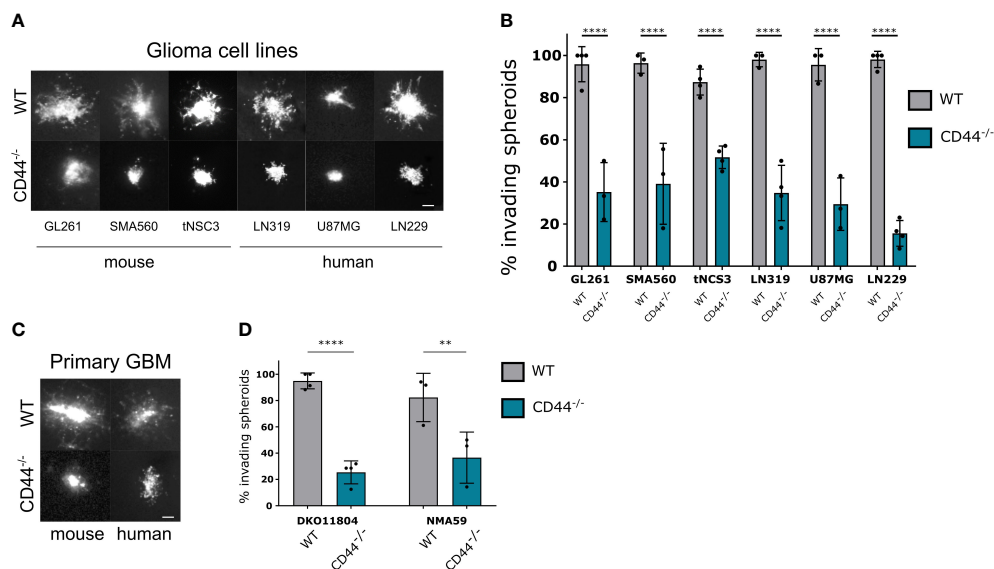 A
Glioma cell lines
WT
CD44-/-
GL261 SMA560 tNSC3 LN319 U87MG LN229
mouse human
B
% invading spheroids
100
80
60
40
20
0
**** **** **** **** **** ****
GL261 SMA560 tNCS3 LN319 U87MG LN229
WT CD44-/- WT CD44-/- WT CD44-/- WT CD44-/- WT CD44-/- WT CD44-/-
WT
CD44-/-
C
Primary GBM
WT
CD44-/-
mouse human
D
% invading spheroids
100
80
60
40
20
0
**** **
DKO11804 NMA59
WT CD44-/- WT CD44-/-
WT
CD44-/-